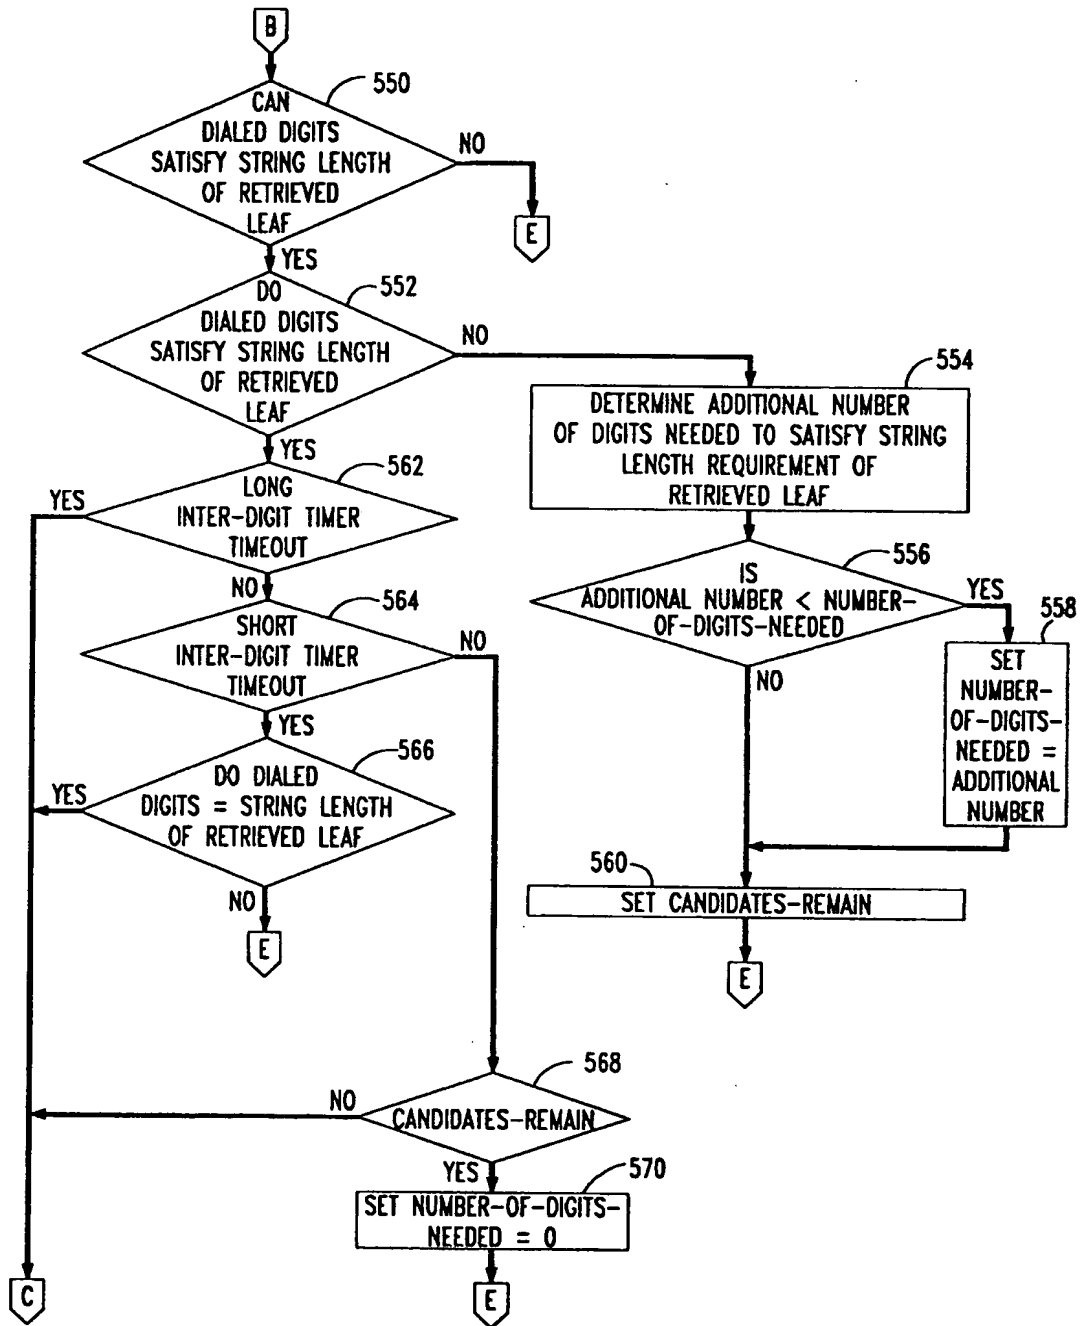 B
550
CAN
DIALED DIGITS
SATISFY STRING LENGTH
OF RETRIEVED
LEAF
NO
E
YES
552
DO
DIALED DIGITS
SATISFY STRING LENGTH
OF RETRIEVED
LEAF
NO
554
DETERMINE ADDITIONAL NUMBER
OF DIGITS NEEDED TO SATISFY STRING
LENGTH REQUIREMENT OF
RETRIEVED LEAF
YES
562
LONG
INTER-DIGIT TIMER
TIMEOUT
YES
NO
556
IS
ADDITIONAL NUMBER < NUMBER-
OF-DIGITS-NEEDED
YES
558
SET
NUMBER-
OF-DIGITS-
NEEDED =
ADDITIONAL
NUMBER
NO
564
SHORT
INTER-DIGIT TIMER
TIMEOUT
NO
YES
566
DO DIALED
DIGITS = STRING LENGTH
OF RETRIEVED LEAF
YES
NO
E
560
SET CANDIDATES-REMAIN
E
568
CANDIDATES-REMAIN
NO
YES
570
SET NUMBER-OF-DIGITS-
NEEDED = 0
C
E